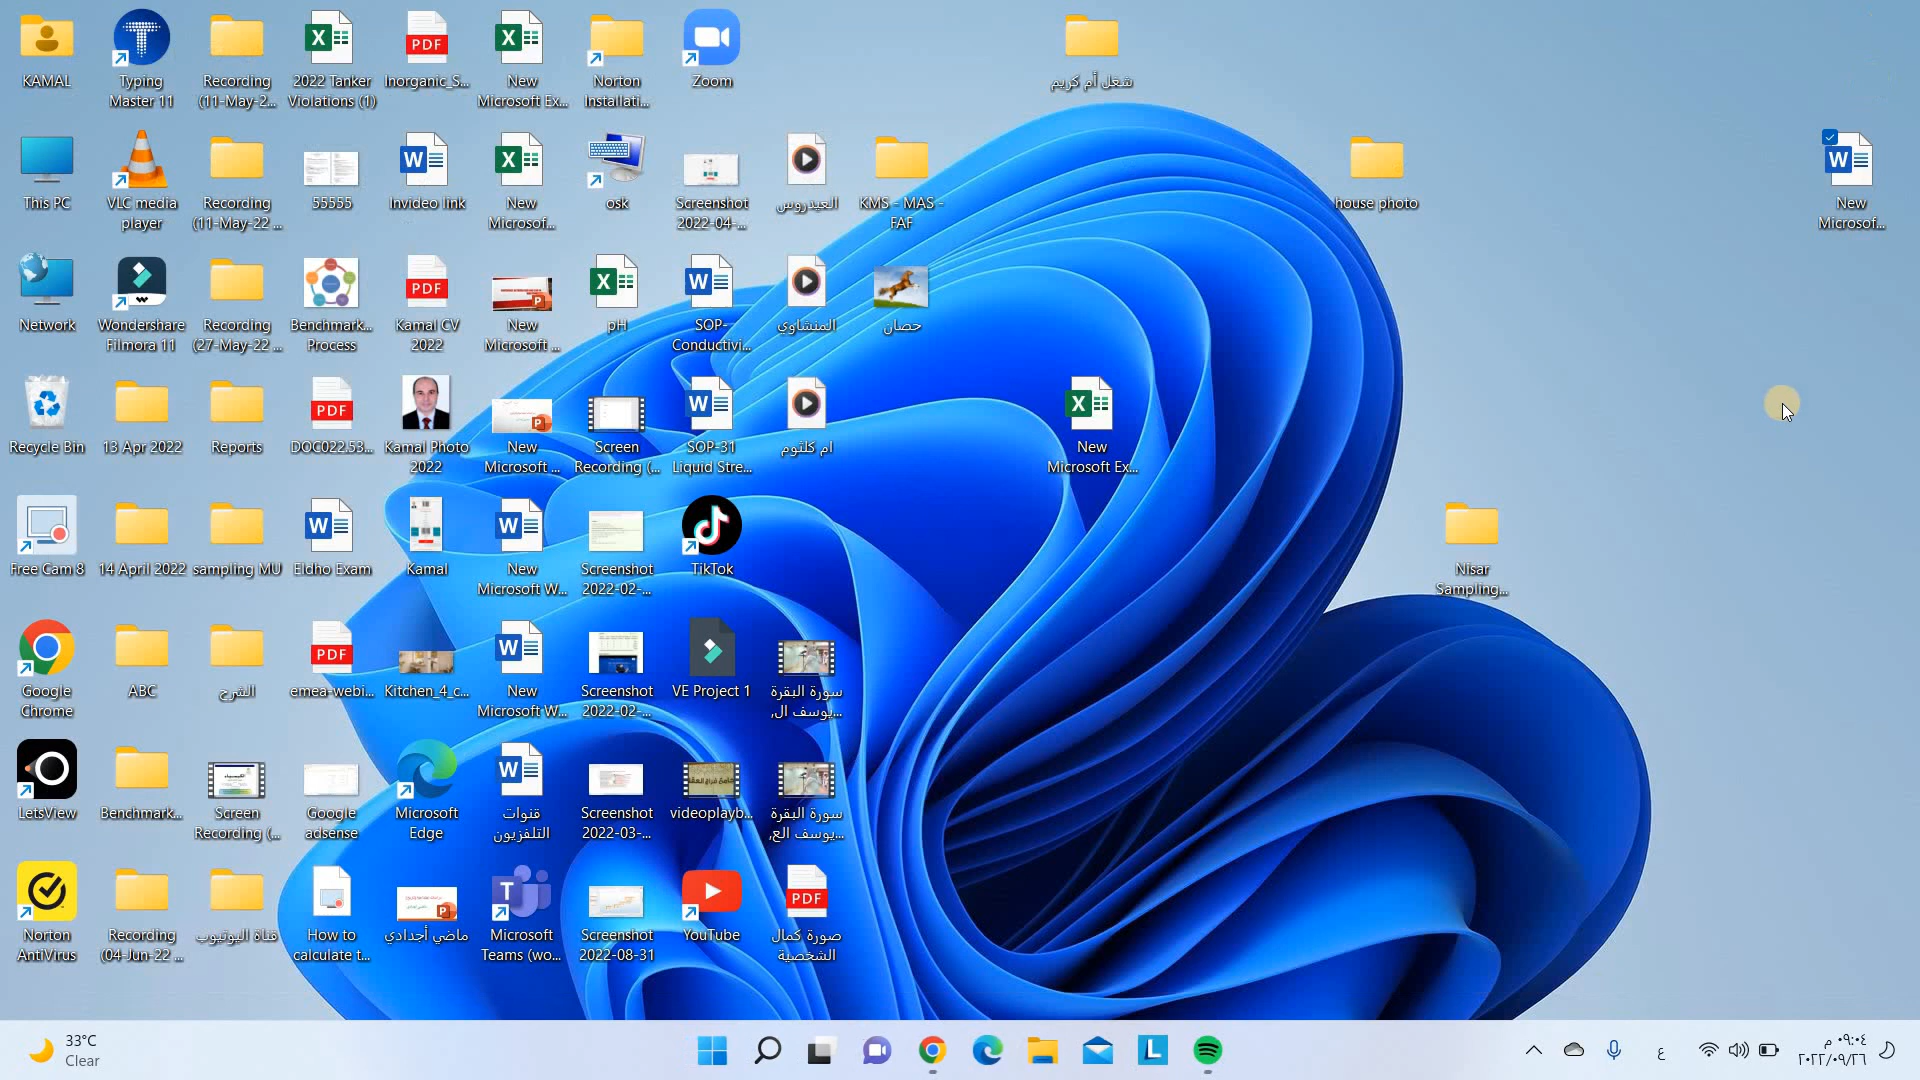 KAMAL
Typing
Master 11
Recording
(11-May-2...
2022 Tanker
Violations (1)
Inorganic_S...
New
Microsoft Ex...
Norton
Installati...
Zoom
شغل أم كريم
This PC
VLC media
player
Recording
(11-May-22 ...
55555
Invideo link
New
Microsof...
osk
Screenshot
2022-04-...
العيدروس
KMS - MAS -
FAF
house photo
New
Microsof...
Network
Wondershare
Filmora 11
Recording
(27-May-22 ...
Benchmark...
Process
Kamal CV
2022
New
Microsoft ...
pH
SOP-
Conductivi...
المنشاوي
حصان
Recycle Bin
13 Apr 2022
Reports
DOC022.53...
Kamal Photo
2022
New
Microsoft ...
Screen
Recording (...
SOP-31
Liquid Stre...
ام كلثوم
New
Microsoft Ex...
Free Cam 8
14 April 2022
sampling MU
Eldho Exam
Kamal
New
Microsoft W...
Screenshot
2022-02-...
TikTok
Nisar
Sampling...
Google
Chrome
ABC
الشرح
emea-webi...
Kitchen_4_c...
New
Microsoft W...
Screenshot
2022-02-...
VE Project 1
سورة البقرة
يوسف ال,...
LetsView
Benchmark...
Screen
Recording (...
Google
adsense
Microsoft
Edge
قنوات
التلفزيون
Screenshot
2022-03-...
videoplayb...
سورة البقرة
يوسف الع,...
Norton
AntiVirus
Recording
(04-Jun-22 ...
قناة اليوتيوب
How to
calculate t...
ماضي أجدادي
Microsoft
Teams (wo...
Screenshot
2022-08-31
YouTube
صورة كمال
الشخصية
33°C
Clear
ع
٠٩:٠٤ م
٢٠٢٢/٠٩/٢٦